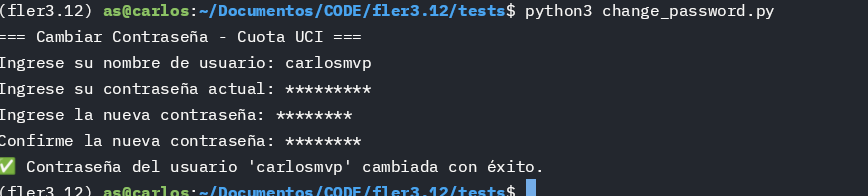 (fler3.12) as@carlos:~/Documentos/CODE/fler3.12/tests$ python3 change_password.py
=== Cambiar Contraseña - Cuota UCI ===
Ingrese su nombre de usuario: carlosmvp
Ingrese su contraseña actual: *********
Ingrese la nueva contraseña: ********
Confirme la nueva contraseña: ********
✅ Contraseña del usuario 'carlosmvp' cambiada con éxito.
(fler3.12) as@carlos:~/Documentos/CODE/fler3.12/tests$